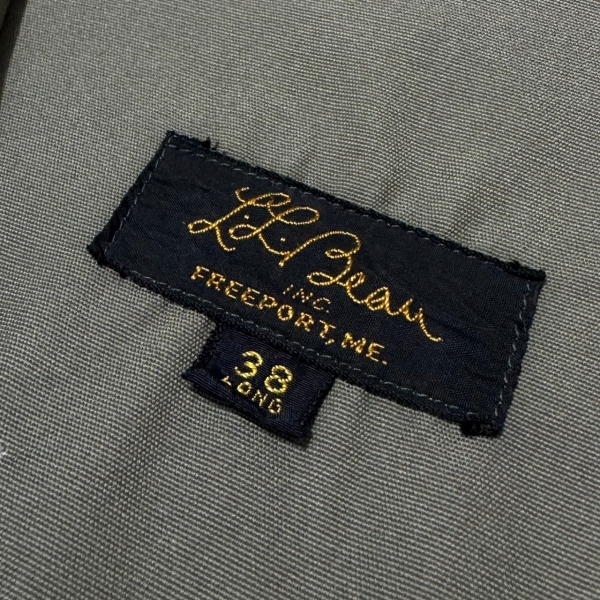 L.L. Bean
INC.
FREEPORT, ME.
38
LONG